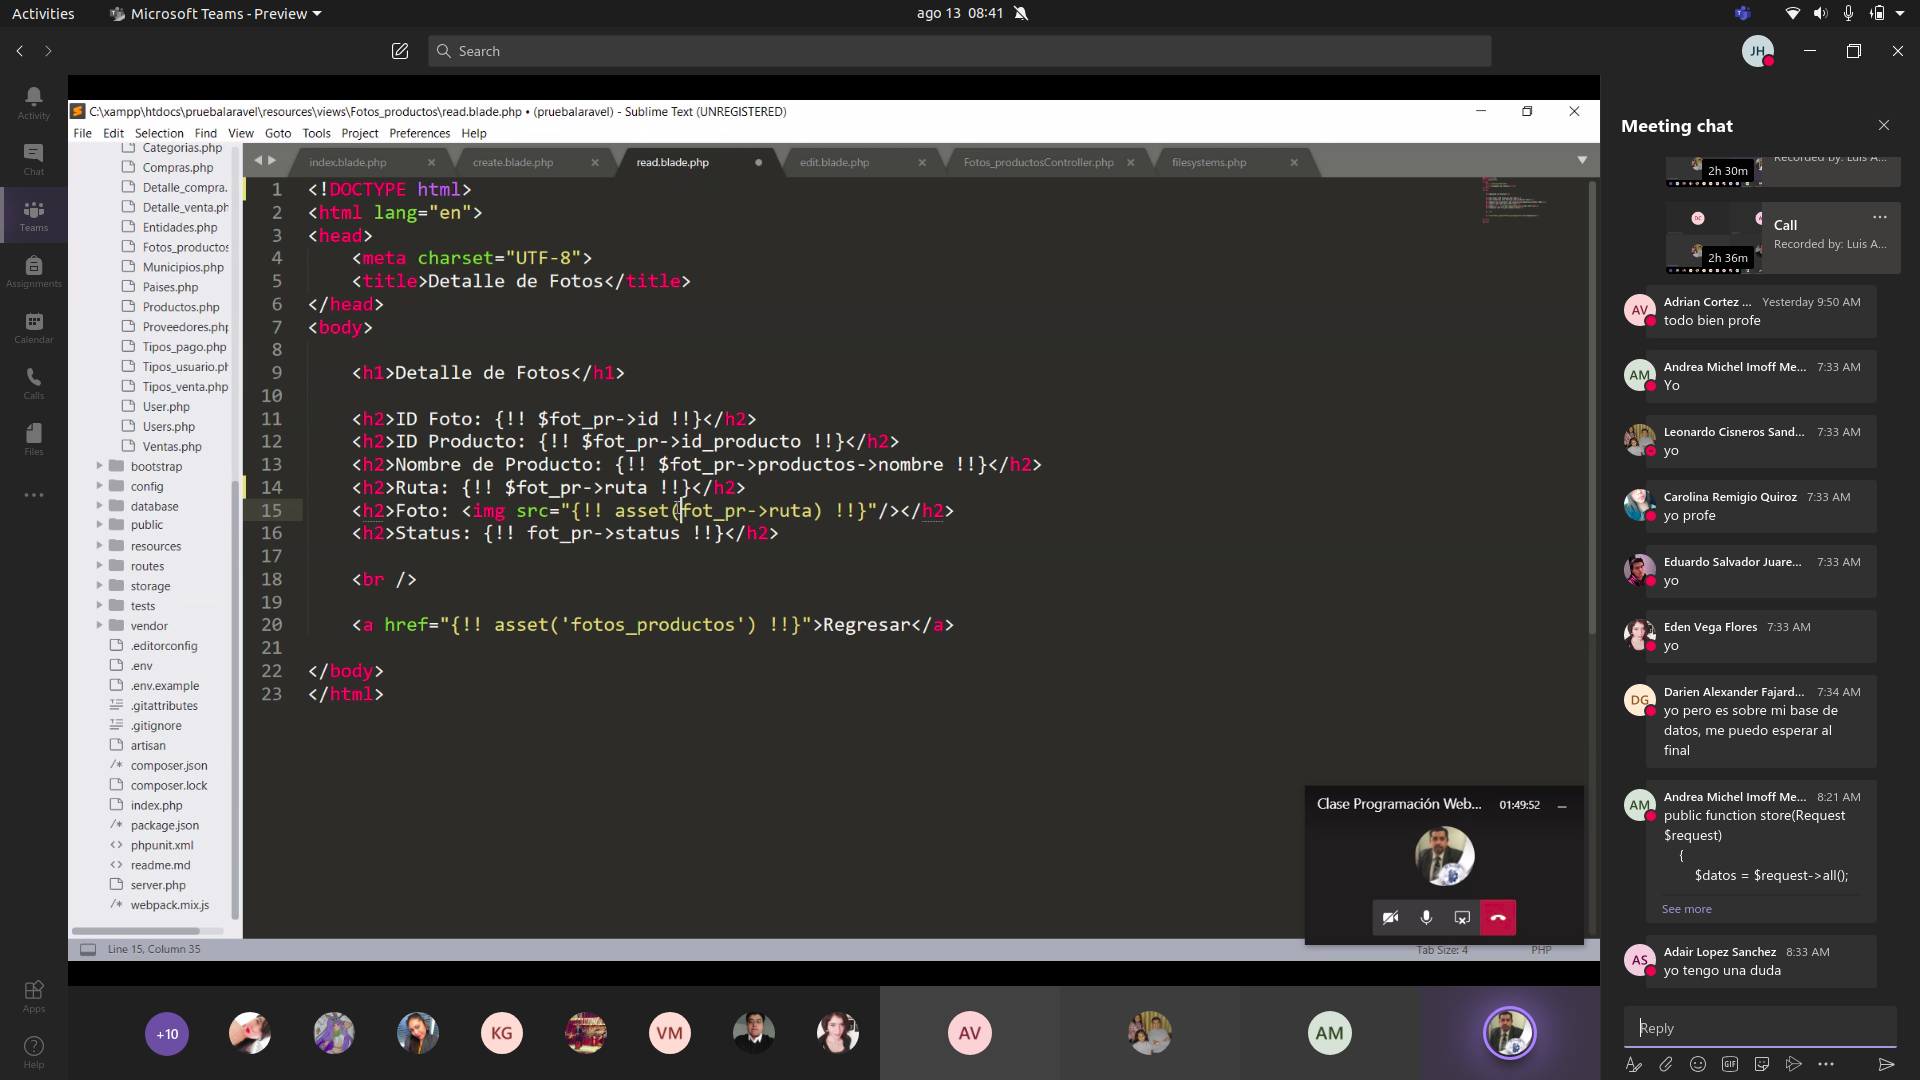 Activities
Microsoft Teams - Preview
ago 13 08:41
Search
JH
Activity
Chat
Teams
Assignments
Calendar
Calls
Files
Apps
Help
C:\xampp\htdocs\pruebalaravel\resources\views\Fotos_productos\read.blade.php • (pruebalaravel) - Sublime Text (UNREGISTERED)
File Edit Selection Find View Goto Tools Project Preferences Help
Categorias.php
Compras.php
Detalle_compra.
Detalle_venta.ph
Entidades.php
Fotos_productos
Municipios.php
Paises.php
Productos.php
Proveedores.php
Tipos_pago.php
Tipos_usuario.ph
Tipos_venta.php
User.php
Users.php
Ventas.php
bootstrap
config
database
public
resources
routes
storage
tests
vendor
.editorconfig
.env
.env.example
.gitattributes
.gitignore
artisan
composer.json
composer.lock
index.php
package.json
phpunit.xml
readme.md
server.php
webpack.mix.js
index.blade.php create.blade.php read.blade.php edit.blade.php Fotos_productosController.php filesystems.php
1 <!DOCTYPE html>
2 <html lang="en">
3 <head>
4 <meta charset="UTF-8">
5 <title>Detalle de Fotos</title>
6 </head>
7 <body>
8
9 <h1>Detalle de Fotos</h1>
10
11 <h2>ID Foto: {!! $fot_pr->id !!}</h2>
12 <h2>ID Producto: {!! $fot_pr->id_producto !!}</h2>
13 <h2>Nombre de Producto: {!! $fot_pr->productos->nombre !!}</h2>
14 <h2>Ruta: {!! $fot_pr->ruta !!}</h2>
15 <h2>Foto: <img src="{!! asset(fot_pr->ruta) !!}"/></h2>
16 <h2>Status: {!! fot_pr->status !!}</h2>
17
18 <br />
19
20 <a href="{!! asset('fotos_productos') !!}">Regresar</a>
21
22 </body>
23 </html>
Line 15, Column 35
Tab Size: 4
PHP
Clase Programación Web... 01:49:52
+10
KG
VM
AV
AM
Meeting chat
Recorded by: Luis A...
2h 30m
Call
Recorded by: Luis A...
2h 36m
AV
Adrian Cortez ... Yesterday 9:50 AM
todo bien profe
AM
Andrea Michel Imoff Me... 7:33 AM
Yo
Leonardo Cisneros Sand... 7:33 AM
yo
Carolina Remigio Quiroz 7:33 AM
yo profe
Eduardo Salvador Juare... 7:33 AM
yo
Eden Vega Flores 7:33 AM
yo
DG
Darien Alexander Fajard... 7:34 AM
yo pero es sobre mi base de
datos, me puedo esperar al
final
AM
Andrea Michel Imoff Me... 8:21 AM
public function store(Request
$request)
{
$datos = $request->all();
See more
AS
Adair Lopez Sanchez 8:33 AM
yo tengo una duda
Reply
GIF